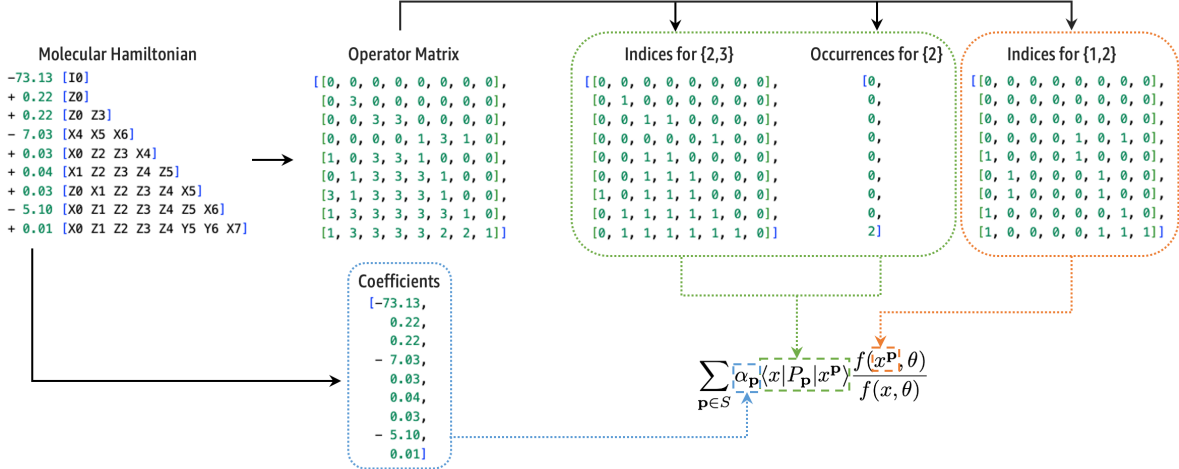 Molecular Hamiltonian
-73.13 [I0]
+ 0.22 [Z0]
+ 0.22 [Z0 Z3]
- 7.03 [X4 X5 X6]
+ 0.03 [X0 Z2 Z3 X4]
+ 0.04 [X1 Z2 Z3 Z4 Z5]
+ 0.03 [Z0 X1 Z2 Z3 Z4 X5]
- 5.10 [X0 Z1 Z2 Z3 Z4 Z5 X6]
+ 0.01 [X0 Z1 Z2 Z3 Z4 Y5 Y6 X7]
Operator Matrix
[[0, 0, 0, 0, 0, 0, 0, 0],
[0, 3, 0, 0, 0, 0, 0, 0],
[0, 0, 3, 3, 0, 0, 0, 0],
[0, 0, 0, 0, 1, 3, 1, 0],
[1, 0, 3, 3, 1, 0, 0, 0],
[0, 1, 3, 3, 3, 1, 0, 0],
[3, 1, 3, 3, 3, 1, 0, 0],
[1, 3, 3, 3, 3, 3, 1, 0],
[1, 3, 3, 3, 3, 2, 2, 1]]
Indices for {2,3}
[[0, 0, 0, 0, 0, 0, 0, 0],
[0, 1, 0, 0, 0, 0, 0, 0],
[0, 0, 1, 1, 0, 0, 0, 0],
[0, 0, 0, 0, 0, 1, 0, 0],
[0, 0, 1, 1, 0, 0, 0, 0],
[0, 0, 1, 1, 1, 0, 0, 0],
[1, 0, 1, 1, 1, 0, 0, 0],
[0, 1, 1, 1, 1, 1, 0, 0],
[0, 1, 1, 1, 1, 1, 1, 0]]
Occurrences for {2}
[0,
0,
0,
0,
0,
0,
0,
0,
2]
Indices for {1,2}
[[0, 0, 0, 0, 0, 0, 0, 0],
[0, 0, 0, 0, 0, 0, 0, 0],
[0, 0, 0, 0, 0, 0, 0, 0],
[0, 0, 0, 0, 1, 0, 1, 0],
[1, 0, 0, 0, 1, 0, 0, 0],
[0, 1, 0, 0, 0, 1, 0, 0],
[0, 1, 0, 0, 0, 1, 0, 0],
[1, 0, 0, 0, 0, 0, 1, 0],
[1, 0, 0, 0, 0, 1, 1, 1]]
Coefficients
[-73.13,
0.22,
0.22,
- 7.03,
0.03,
0.04,
0.03,
- 5.10,
0.01]
∑_{p∈S} α_p ⟨x|P_p|x^p⟩ f(x^p, θ) / f(x, θ)